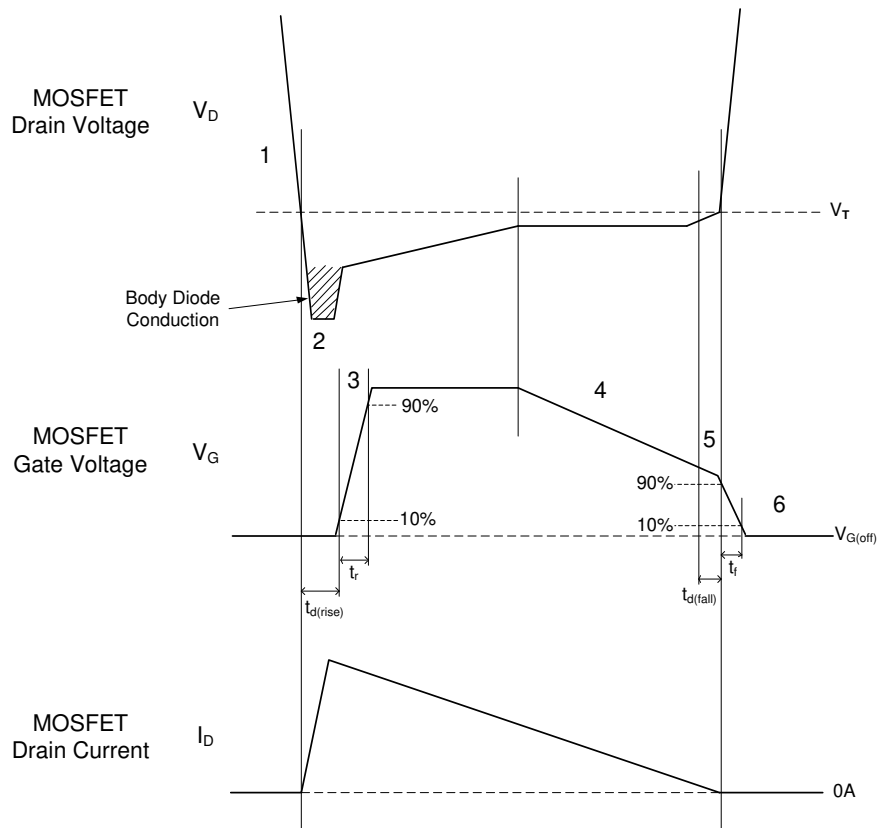 MOSFET
Drain Voltage
V_D
1
V_T
Body Diode
Conduction
2
3
4
90%
MOSFET
Gate Voltage
V_G
5
90%
6
10%
10%
V_G(off)
t_r
t_f
t_d(rise)
t_d(fall)
MOSFET
Drain Current
I_D
0A